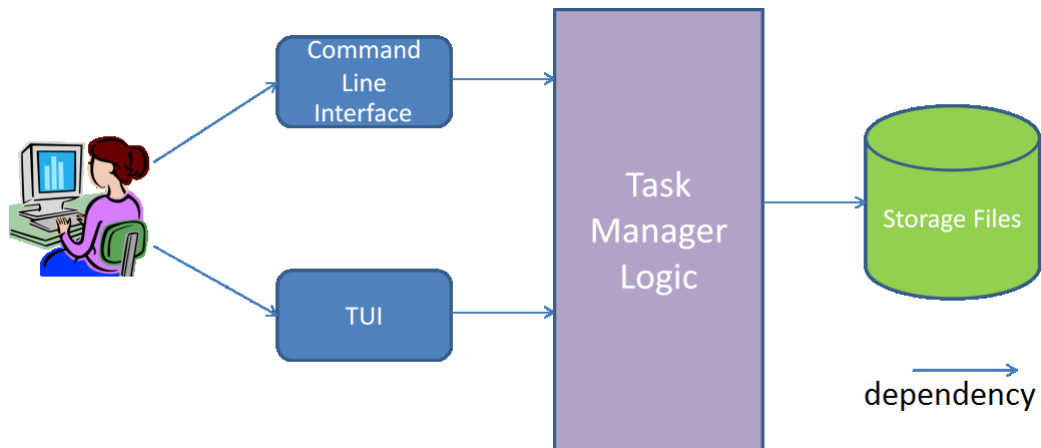 Command
Line
Interface
Task
Manager
Logic
Storage Files
TUI
dependency